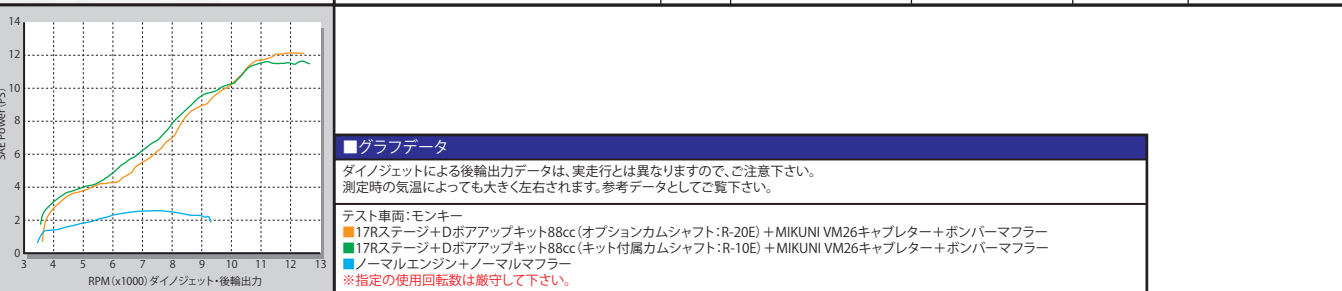 14
12
10
8
6
4
2
0
SAE Power (PS)
3 4 5 6 7 8 9 10 11 12 13
RPM (x1000) ダイノジェット・後輪出力
■グラフデータ
ダイノジェットによる後輪出力データは、実走行とは異なりますので、ご注意下さい。
測定時の気温によっても大きく左右されます。参考データとしてご覧下さい。
テスト車両：モンキー
■17Rステージ＋Dボアアップキット88cc（オプションカムシャフト：R-20E）＋MIKUNI VM26キャブレター＋ボンバーマフラー
■17Rステージ＋Dボアアップキット88cc（キット付属カムシャフト：R-10E）＋MIKUNI VM26キャブレター＋ボンバーマフラー
■ノーマルエンジン＋ノーマルマフラー
※指定の使用回転数は厳守して下さい。